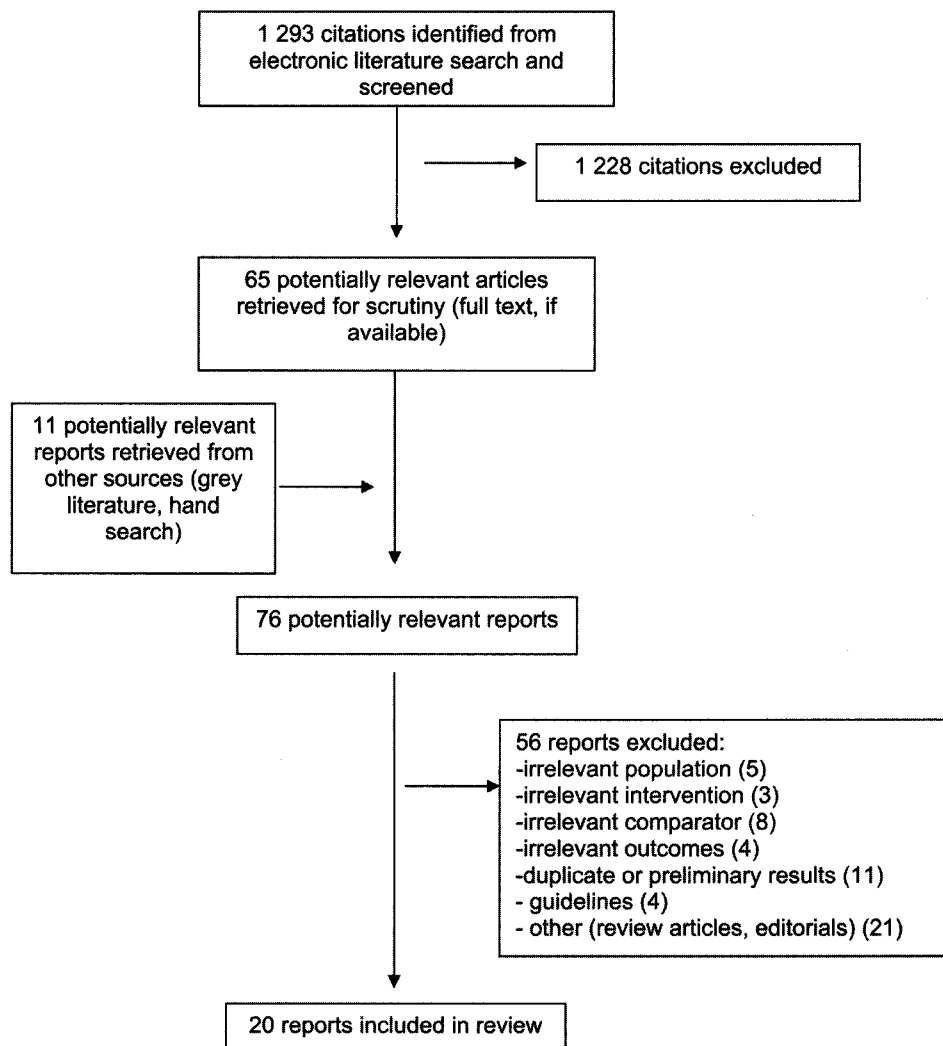 1 293 citations identified from
electronic literature search and
screened
1 228 citations excluded
65 potentially relevant articles
retrieved for scrutiny (full text, if
available)
11 potentially relevant
reports retrieved from
other sources (grey
literature, hand
search)
76 potentially relevant reports
56 reports excluded:
-irrelevant population (5)
-irrelevant intervention (3)
-irrelevant comparator (8)
-irrelevant outcomes (4)
-duplicate or preliminary results (11)
- guidelines (4)
- other (review articles, editorials) (21)
20 reports included in review